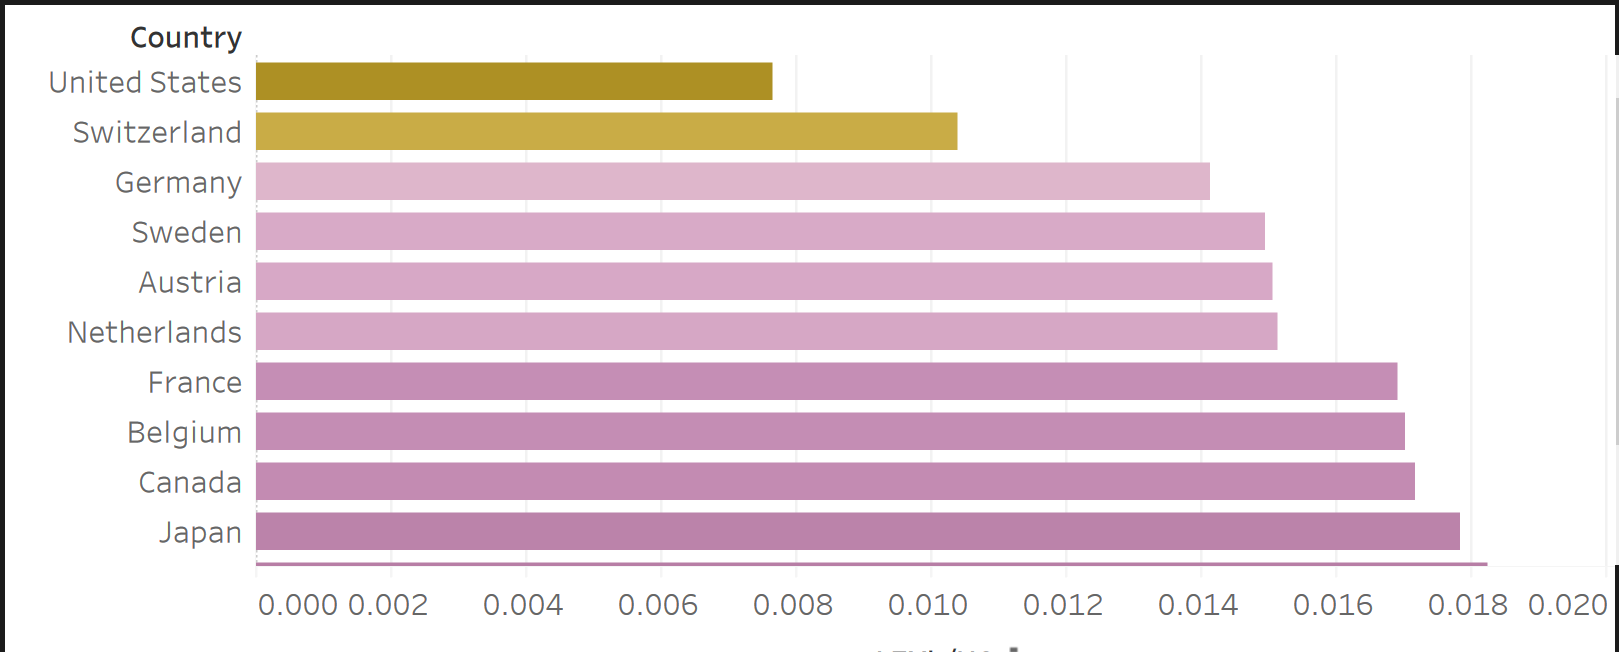 Country
United States
Switzerland
Germany
Sweden
Austria
Netherlands
France
Belgium
Canada
Japan
0.000 0.002 0.004 0.006 0.008 0.010 0.012 0.014 0.016 0.018 0.020